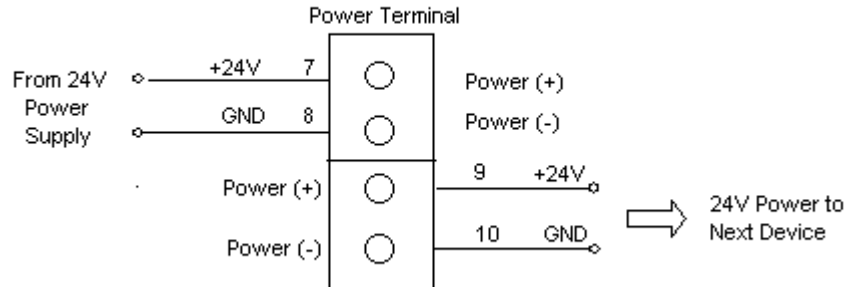 Power Terminal
From 24V
Power
Supply
+24V 7
GND 8
Power (+)
Power (-)
Power (+)
Power (-)
9 +24V
10 GND
24V Power to
Next Device